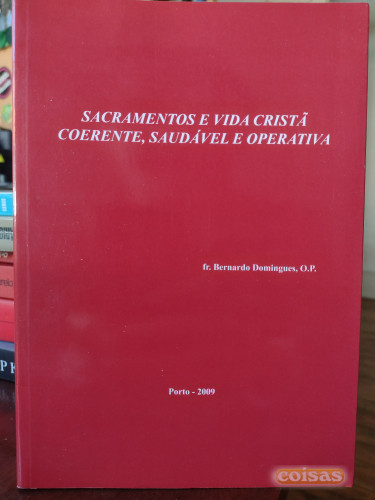 SACRAMENTOS E VIDA CRISTÃ
COERENTE, SAUDÁVEL E OPERATIVA
fr. Bernardo Domingues, O.P.
Porto - 2009
coisas